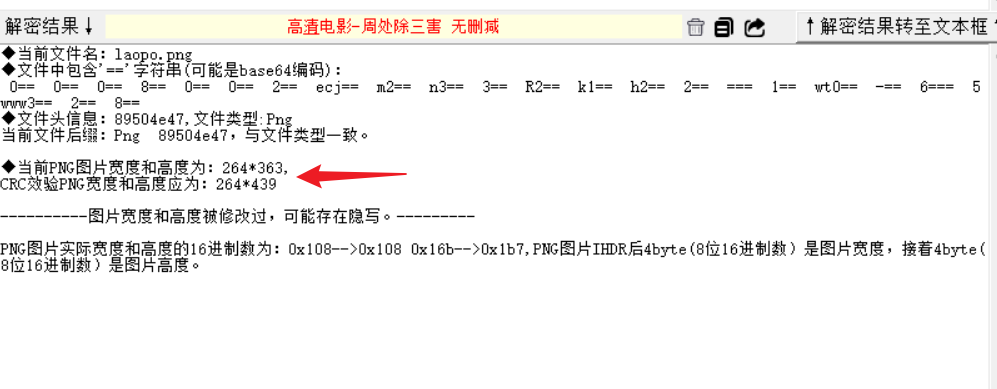 解密结果↓ 高清电影-周处除三害 无删减 ↑解密结果转至文本框
◆当前文件名: laopo.png
◆文件中包含'=='字符串(可能是base64编码):
0== 0== 0== 8== 0== 0== 2== ecj== m2== n3== 3== R2== k1== h2== 2== === 1== wt0== -== 6=== 5
www3== 2== 8==
◆文件头信息: 89504e47,文件类型:Png
当前文件后缀: Png 89504e47, 与文件类型一致。
◆当前PNG图片宽度和高度为: 264*363,
CRC效验PNG宽度和高度应为: 264*439
----------图片宽度和高度被修改过, 可能存在隐写。---------
PNG图片实际宽度和高度的16进制数为: 0x108-->0x108 0x16b-->0x1b7,PNG图片IHDR后4byte(8位16进制数) 是图片宽度, 接着4byte(
8位16进制数) 是图片高度。